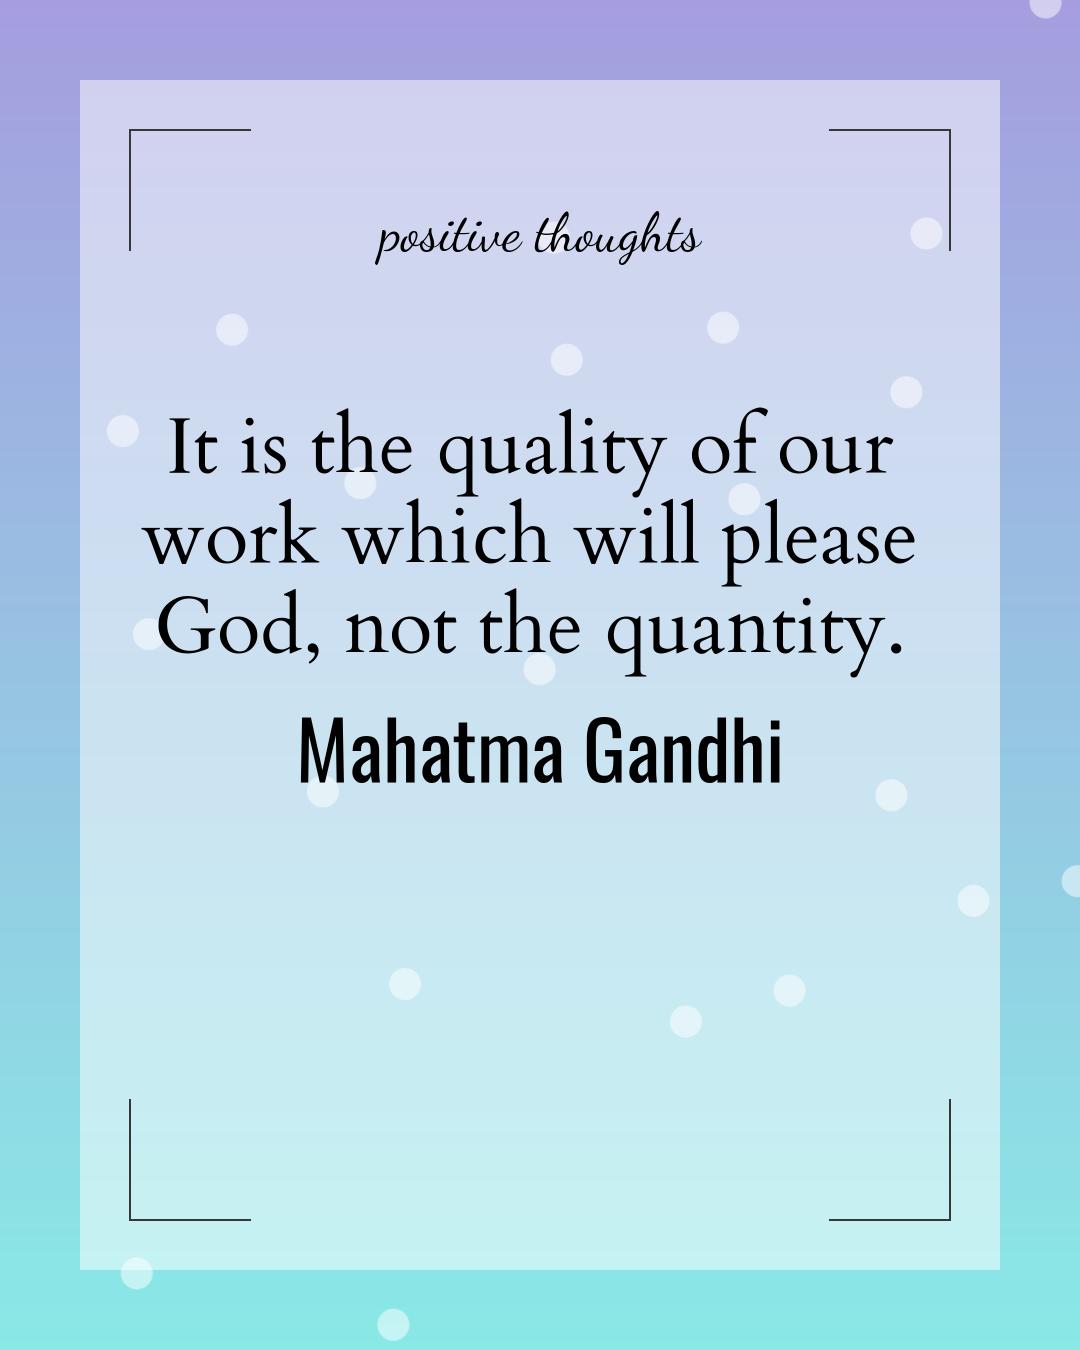 positive thoughts
It is the quality of our
work which will please
God, not the quantity.
Mahatma Gandhi